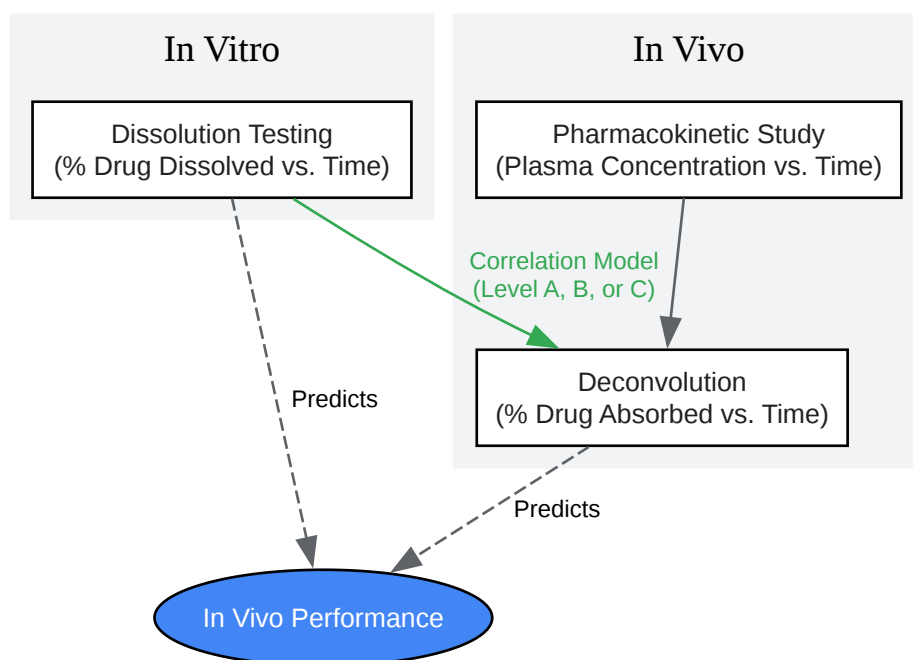 In Vitro
In Vivo
Dissolution Testing
(% Drug Dissolved vs. Time)
Pharmacokinetic Study
(Plasma Concentration vs. Time)
Correlation Model
(Level A, B, or C)
Deconvolution
(% Drug Absorbed vs. Time)
Predicts
Predicts
In Vivo Performance